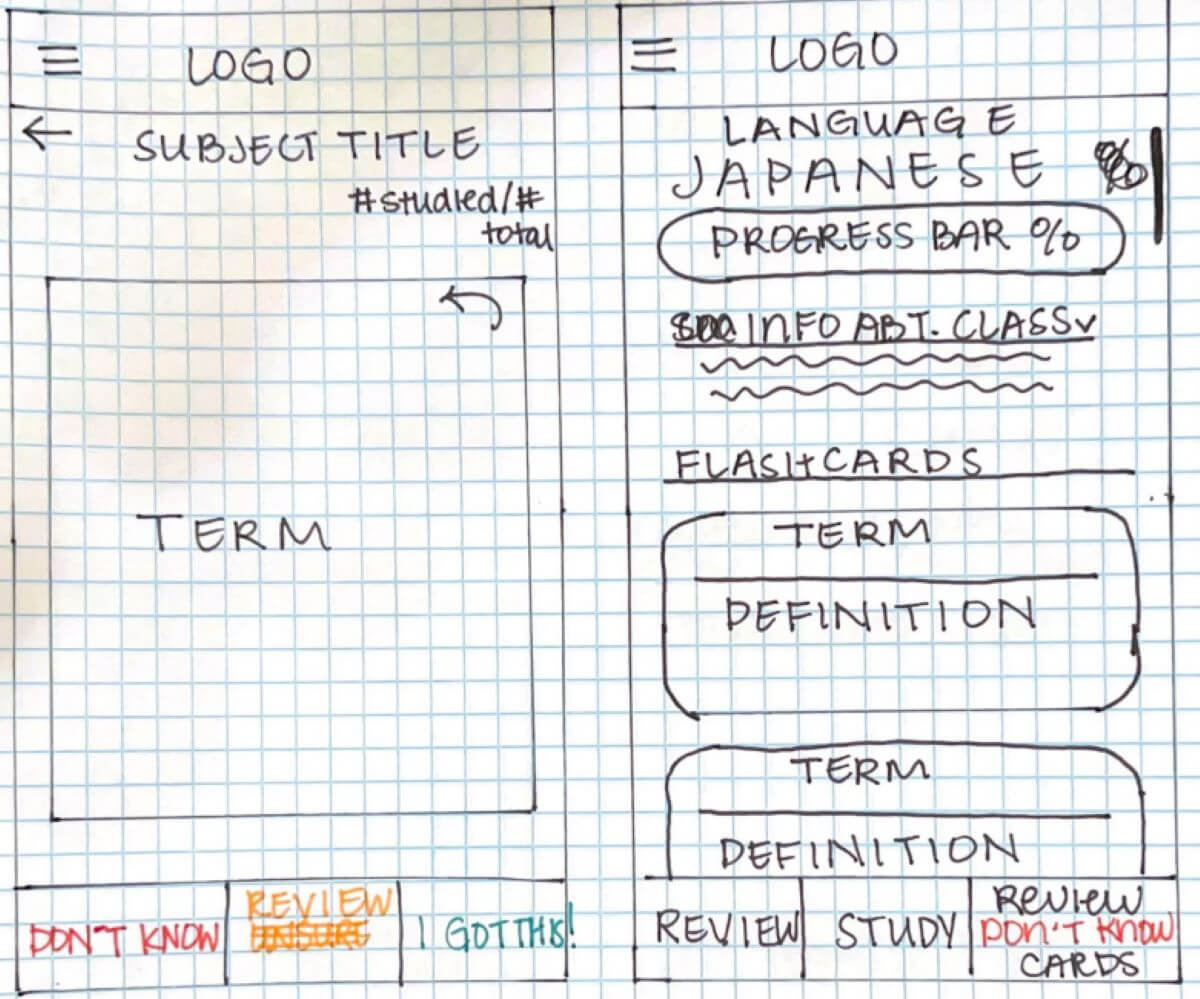 LOGO
SUBJECT TITLE
#studied/#
total
TERM
DON'T KNOW
REVIEW
UNSURE
I GOT THIS!
LOGO
LANGUAGE
JAPANESE
PROGRESS BAR %
INFO ABT. CLASS
FLASHCARDS
TERM
DEFINITION
TERM
DEFINITION
REVIEW
STUDY
REVIEW
DON'T KNOW
CARDS